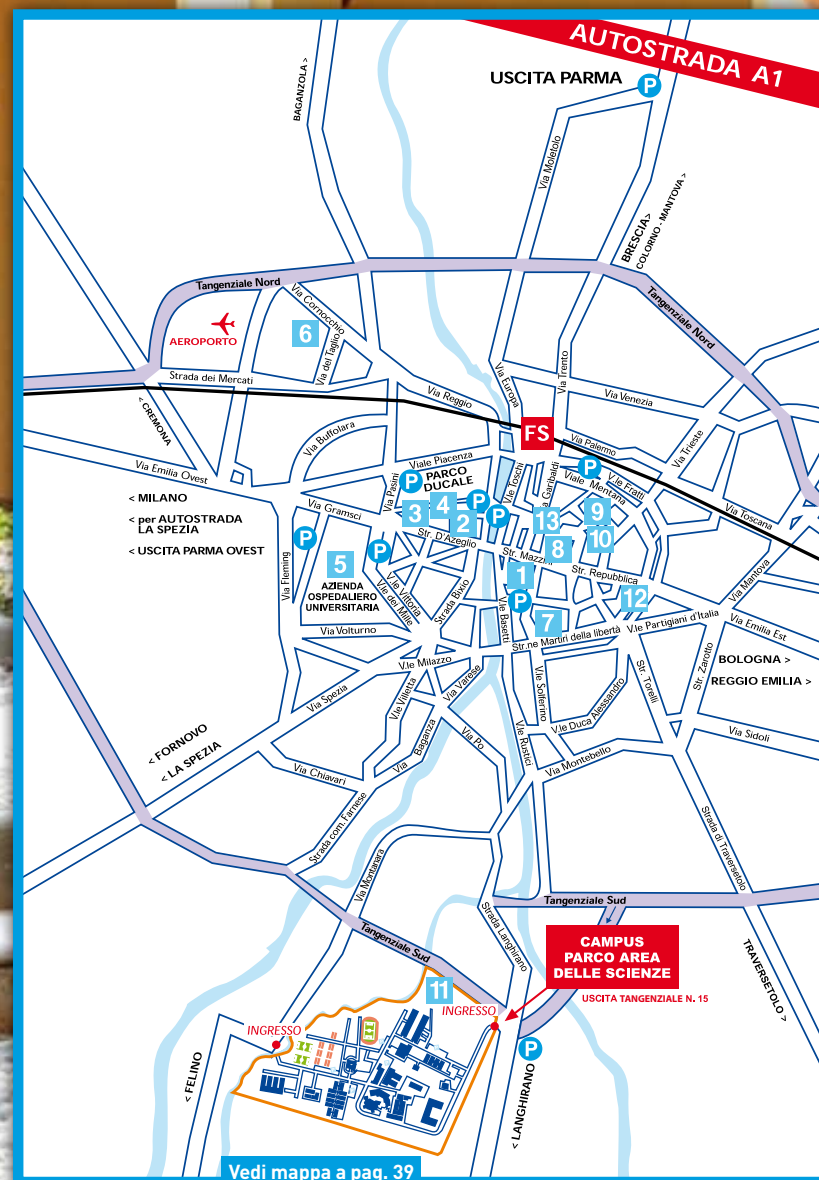 AUTOSTRADA A1
USCITA PARMA
P
BAGANZOLA >
Via Moletolo
BRESCIA>
COLORNO - MANTOVA >
Tangenziale Nord
Tangenziale Nord
Via Cornocchio
6
AEROPORTO
Via del Taglio
Strada dei Mercati
Via Reggio
Via Europa
Via Trento
Via Venezia
< CREMONA
FS
Via Buffolara
Via Palermo
Via Trieste
Via Emilia Ovest
Viale Piacenza
P
PARCO
DUCALE
V.le Toschi
Garibaldi
P
V.le Fratti
Viale Mentana
< MILANO
< per AUTOSTRADA
LA SPEZIA
< USCITA PARMA OVEST
Via Pasini
Via Gramsci
3
4
2
P
P
13
9
10
8
Via Toscana
Str. D'Azeglio
Str. Mazzini
Str. Repubblica
P
5
P
AZIENDA
OSPEDALIERO
UNIVERSITARIA
Via Fleming
V.le Vittoria
V.le dei Mille
Strada Bixio
1
P
V.le Basetti
7
12
Via Mantova
Via Volturno
Str.ne Martiri della libertà
V.le Partigiani d'Italia
Via Emilia Est
V.le Milazzo
BOLOGNA >
REGGIO EMILIA >
Via Spezia
V.le Villetta
Via Varese
V.le Solferino
V.le Duca Alessandro
Str. Torelli
Str. Zarotto
Via Sidoli
< FORNOVO
< LA SPEZIA
Via Baganza
Via Po
V.le Rustici
Via Montebello
Via Chiavari
Strada com. Farnese
Via Montanara
Strada di Traversetolo
Tangenziale Sud
Strada Langhirano
Tangenziale Sud
CAMPUS
PARCO AREA
DELLE SCIENZE
USCITA TANGENZIALE N. 15
TRAVERSETOLO >
11
INGRESSO
INGRESSO
P
< FELINO
< LANGHIRANO
Vedi mappa a pag. 39